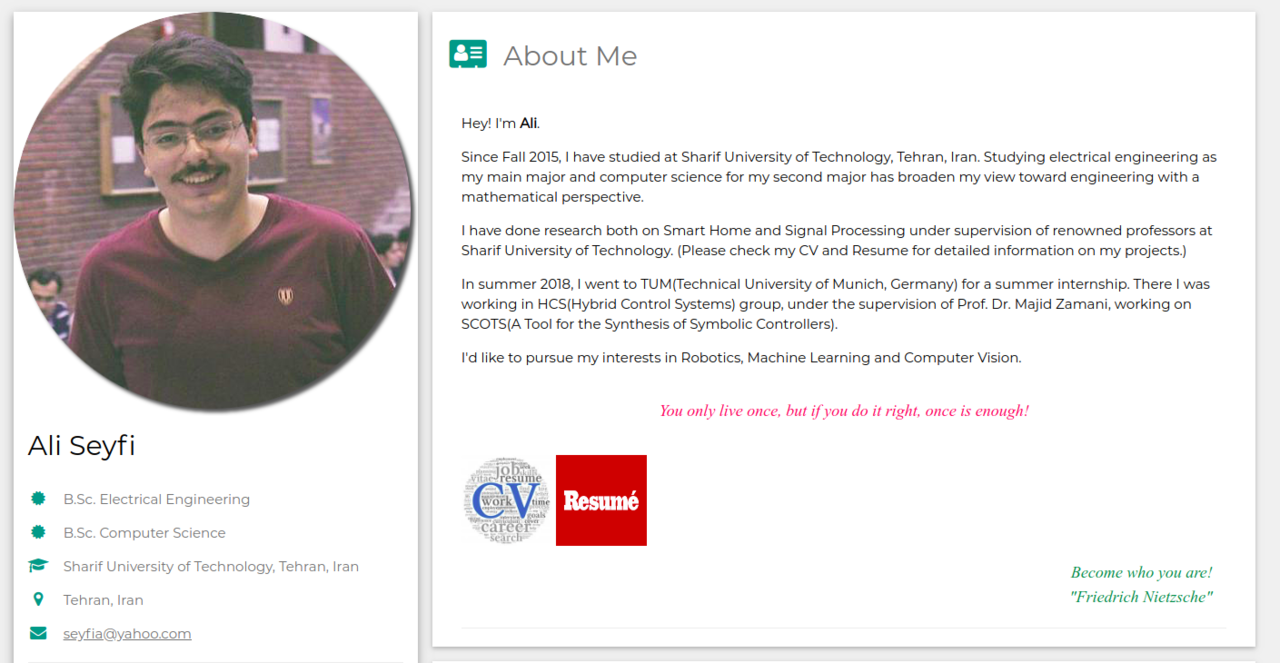 Ali Seyfi
B.Sc. Electrical Engineering
B.Sc. Computer Science
Sharif University of Technology, Tehran, Iran
Tehran, Iran
seyfia@yahoo.com
About Me
Hey! I'm Ali.
Since Fall 2015, I have studied at Sharif University of Technology, Tehran, Iran. Studying electrical engineering as
my main major and computer science for my second major has broaden my view toward engineering with a
mathematical perspective.
I have done research both on Smart Home and Signal Processing under supervision of renowned professors at
Sharif University of Technology. (Please check my CV and Resume for detailed information on my projects.)
In summer 2018, I went to TUM(Technical University of Munich, Germany) for a summer internship. There I was
working in HCS(Hybrid Control Systems) group, under the supervision of Prof. Dr. Majid Zamani, working on
SCOTS(A Tool for the Synthesis of Symbolic Controllers).
I'd like to pursue my interests in Robotics, Machine Learning and Computer Vision.
You only live once, but if you do it right, once is enough!
job
vitae resume
CV
work time
goals
career
search
Resumé
Become who you are!
"Friedrich Nietzsche"